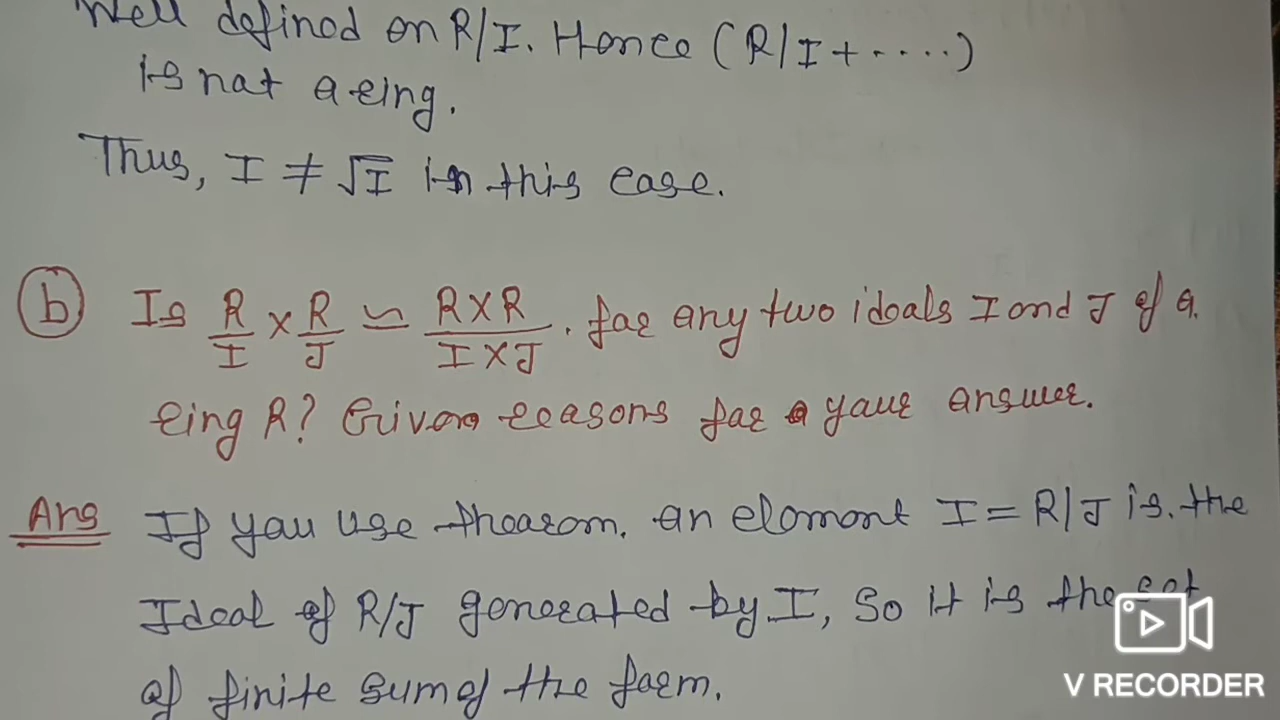 Well defined on R/I. Hence (R/I + ....)
is not a ring.
Thus, I ≠ √I in this case.
(b) Is R/I × R/J ≃ R×R/I×J . for any two ideals I and J of a
ring R? Given reasons for your answer.
Ans If you use theorem. an element I = R/J is. the
Ideal of R/J generated by I, So it is the set
of finite sum of the form.
V RECORDER